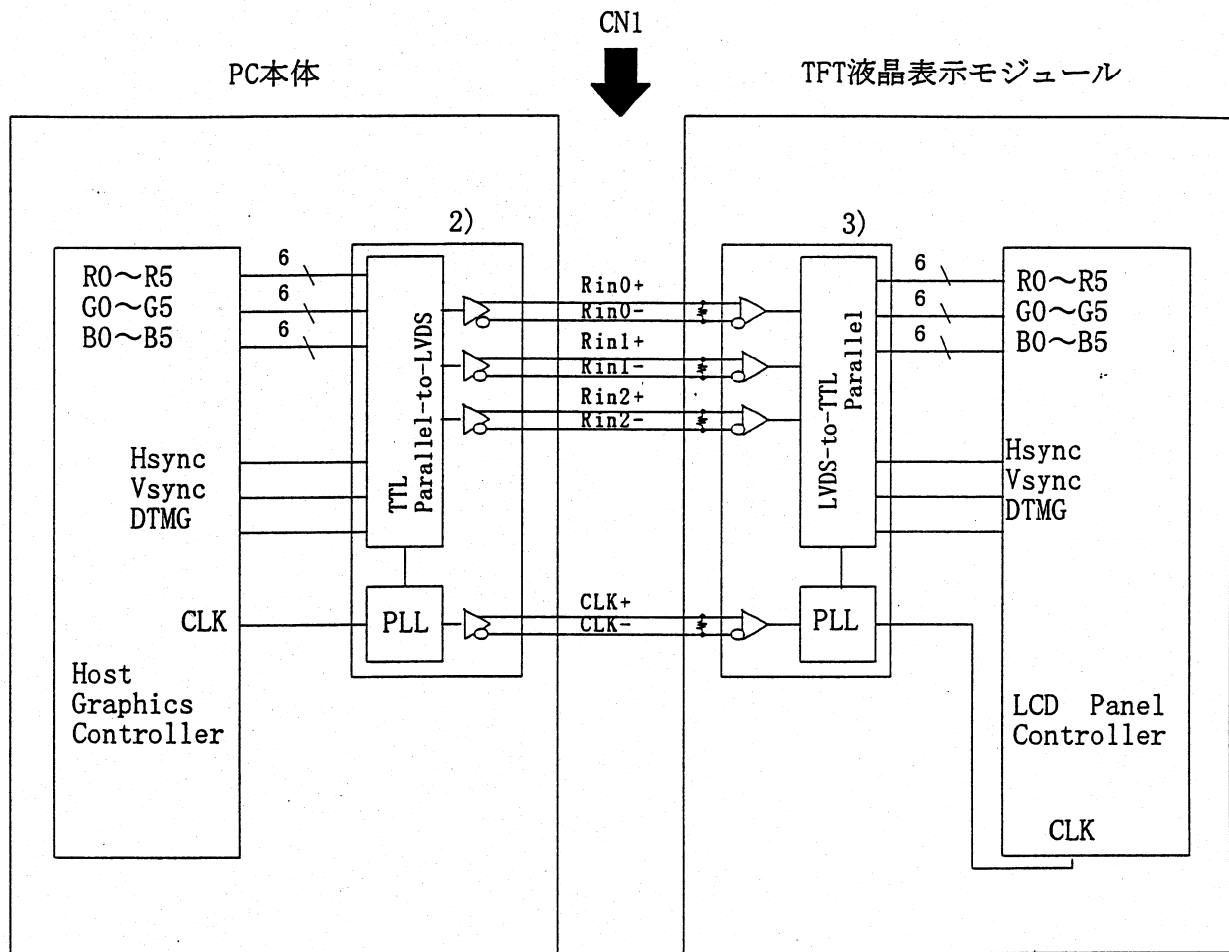 CN1
PC本体
TFT液晶表示モジュール
2)
3)
R0～R5
G0～G5
B0～B5
6
6
6
Hsync
Vsync
DTMG
CLK
Host
Graphics
Controller
TTL
Parallel-to-LVDS
PLL
Rin0+
Rin0-
Rin1+
Rin1-
Rin2+
Rin2-
CLK+
CLK-
LVDS-to-TTL
Parallel
PLL
6
6
6
R0～R5
G0～G5
B0～B5
Hsync
Vsync
DTMG
LCD Panel
Controller
CLK